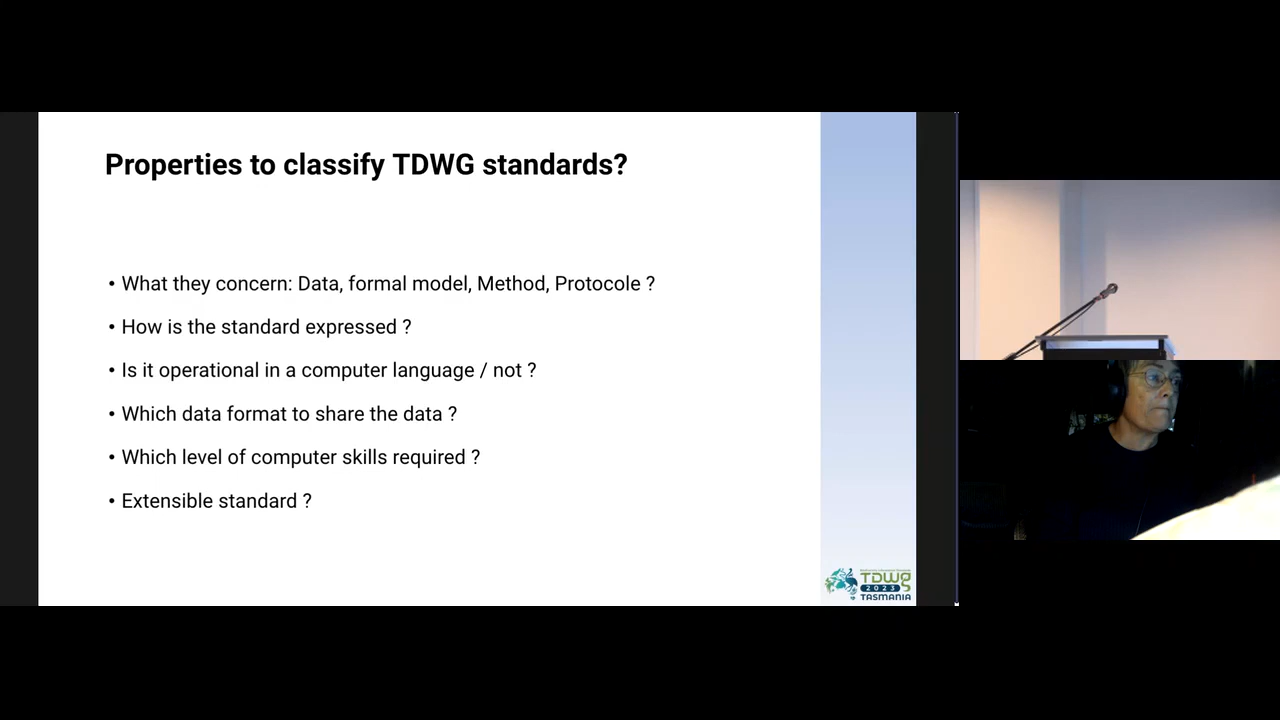 Properties to classify TDWG standards?
• What they concern: Data, formal model, Method, Protocole ?
• How is the standard expressed ?
• Is it operational in a computer language / not ?
• Which data format to share the data ?
• Which level of computer skills required ?
• Extensible standard ?
TDWG
2023
TASMANIA